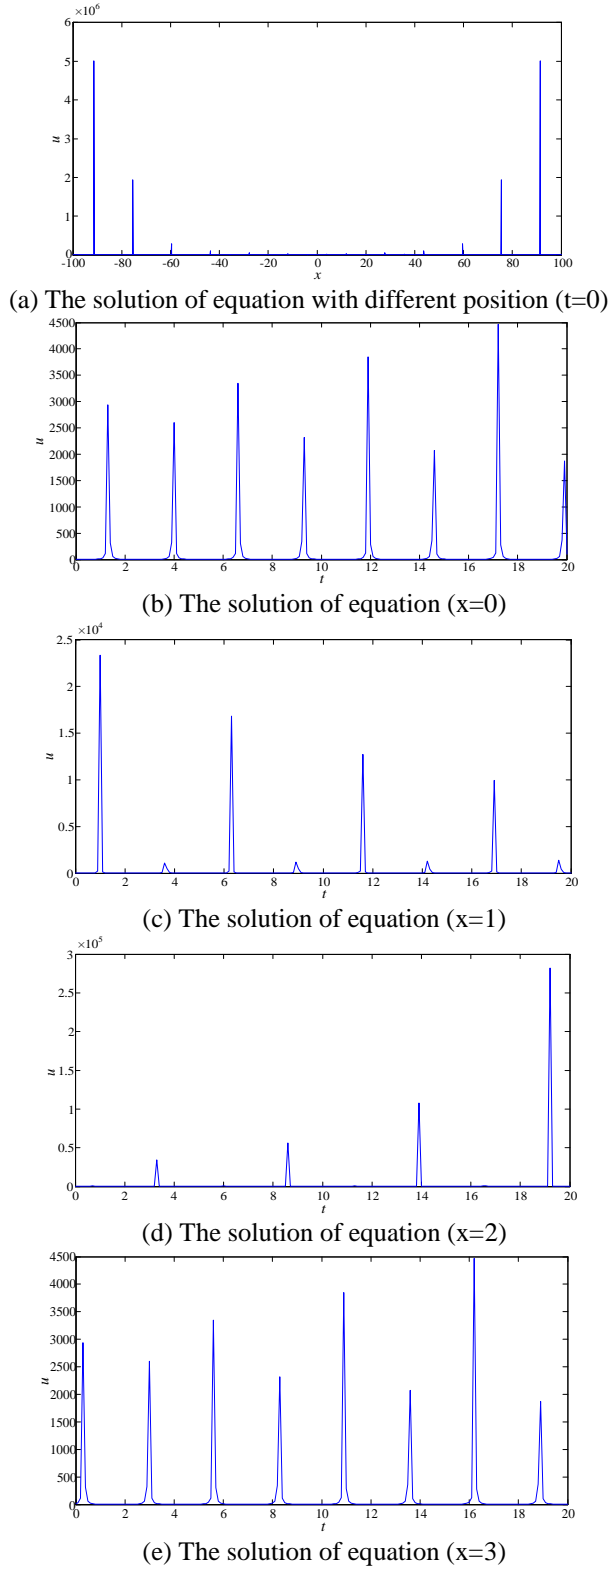 ×10⁶
6
5
4
3
2
1
0
u
-100 -80 -60 -40 -20 0 20 40 60 80 100
x
(a) The solution of equation with different position (t=0)
4500
4000
3500
3000
2500
2000
1500
1000
500
0
u
0 2 4 6 8 10 12 14 16 18 20
t
(b) The solution of equation (x=0)
×10⁴
2.5
2
1.5
1
0.5
0
u
0 2 4 6 8 10 12 14 16 18 20
t
(c) The solution of equation (x=1)
×10⁵
3
2.5
2
1.5
1
0.5
0
u
0 2 4 6 8 10 12 14 16 18 20
t
(d) The solution of equation (x=2)
4500
4000
3500
3000
2500
2000
1500
1000
500
0
u
0 2 4 6 8 10 12 14 16 18 20
t
(e) The solution of equation (x=3)